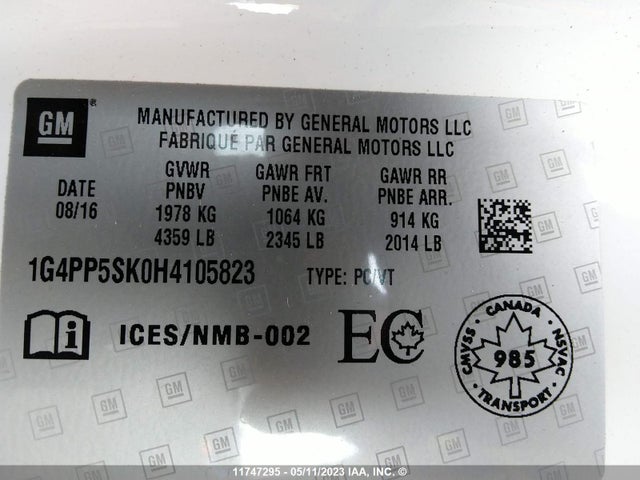 GM ®
MANUFACTURED BY GENERAL MOTORS LLC
FABRIQUÉ PAR GENERAL MOTORS LLC
GVWR GAWR FRT GAWR RR
DATE PNBV PNBE AV. PNBE ARR.
08/16 1978 KG 1064 KG 914 KG
4359 LB 2345 LB 2014 LB
1G4PP5SK0H4105823 TYPE: PC/VT
ICES/NMB-002 EC
CANADA
CMVSS 985 NSVAC
TRANSPORT
11747295 - 05/11/2023 IAA, INC. ©